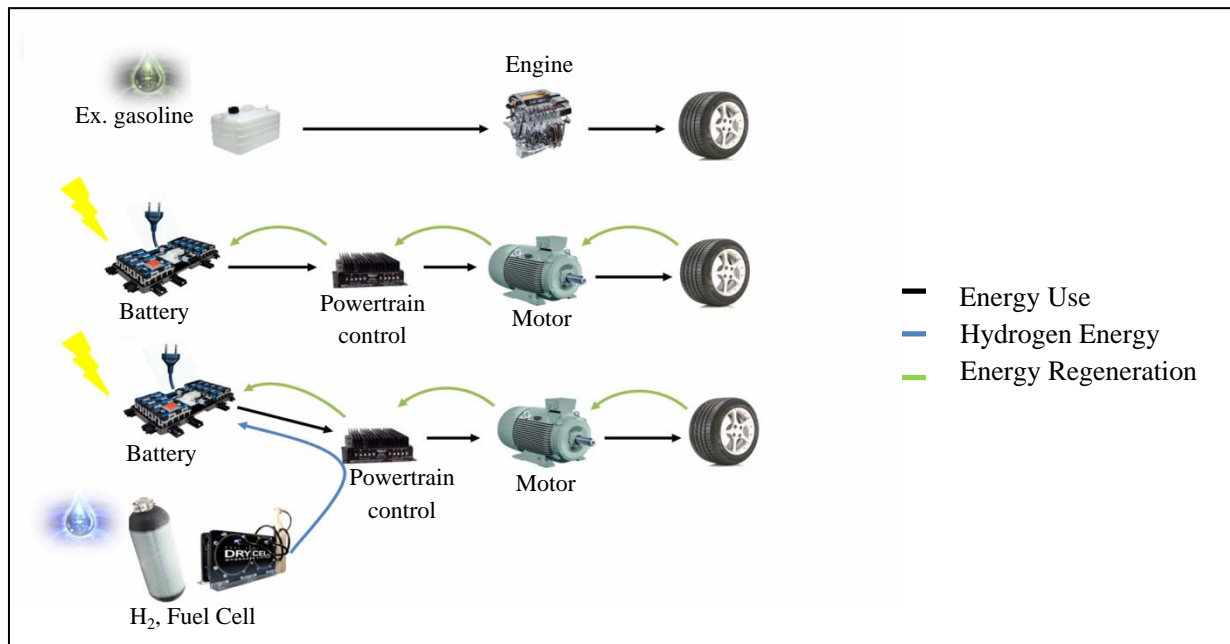 Engine
Ex. gasoline
Battery
Powertrain
control
Motor
Energy Use
Hydrogen Energy
Energy Regeneration
Battery
Powertrain
control
Motor
DRY CELL
H2, Fuel Cell